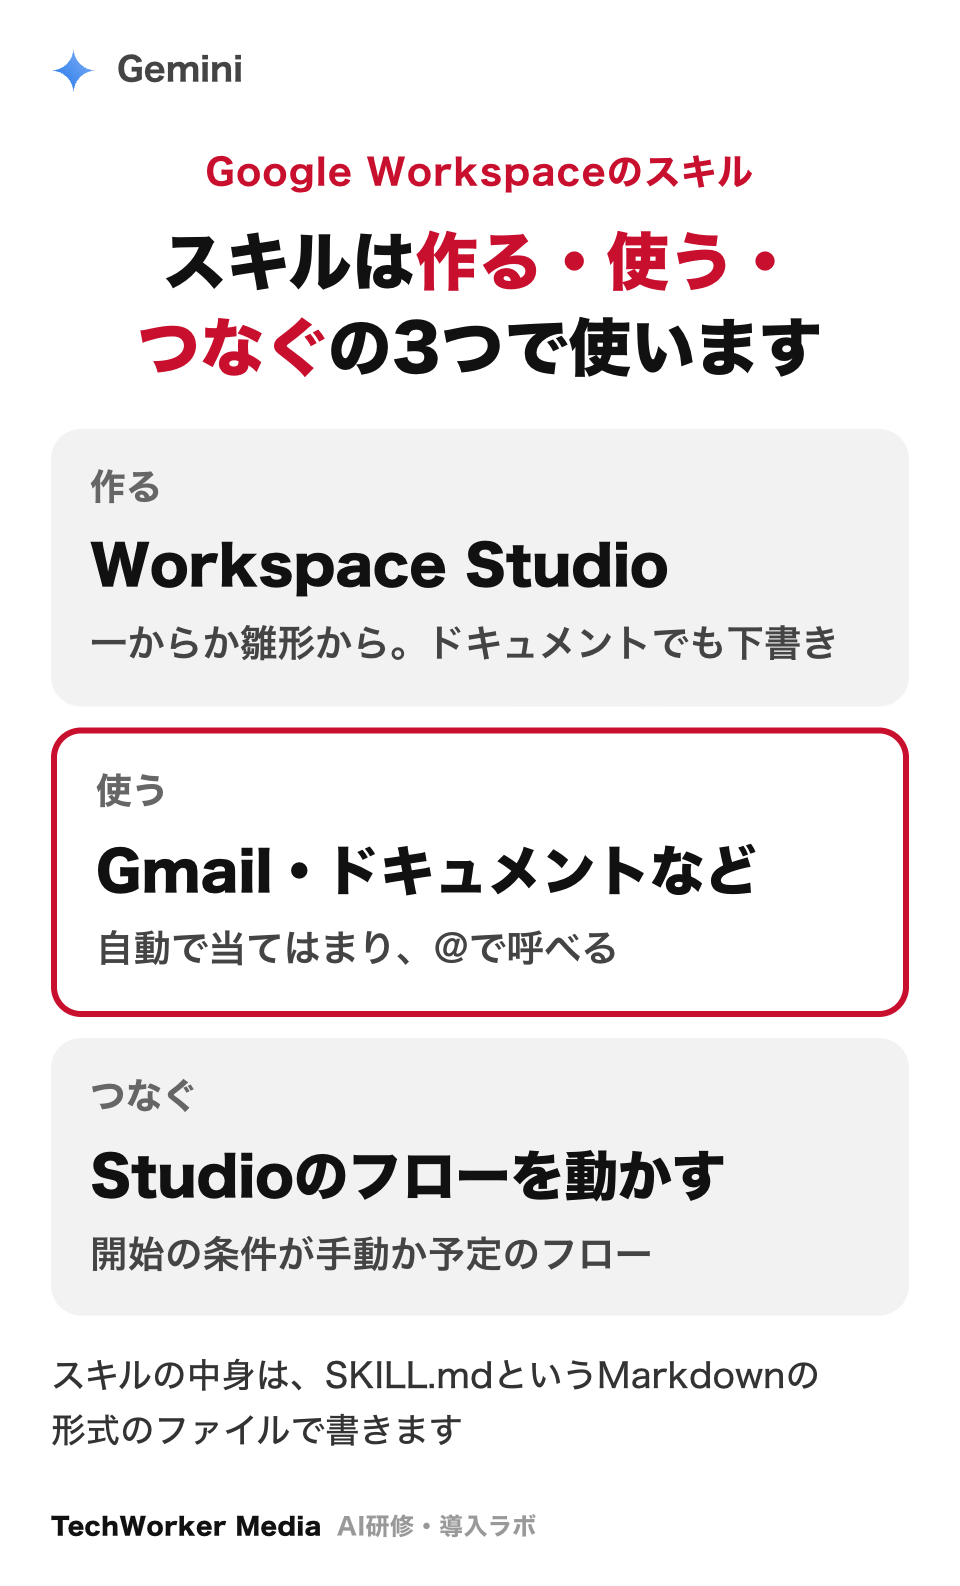 Gemini
Google Workspaceのスキル
スキルは作る・使う・
つなぐの3つで使います
作る
Workspace Studio
一からか雛形から。ドキュメントでも下書き
使う
Gmail・ドキュメントなど
自動で当てはまり、@で呼べる
つなぐ
Studioのフローを動かす
開始の条件が手動か予定のフロー
スキルの中身は、SKILL.mdというMarkdownの
形式のファイルで書きます
TechWorker Media AI研修・導入ラボ